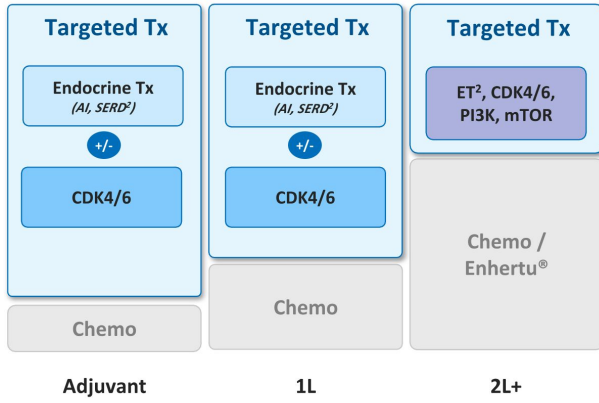 Targeted Tx
Endocrine Tx
(AI, SERD²)
+/-
CDK4/6
Chemo
Adjuvant
Targeted Tx
Endocrine Tx
(AI, SERD²)
+/-
CDK4/6
Chemo
1L
Targeted Tx
ET², CDK4/6,
PI3K, mTOR
Chemo /
Enhertu®
2L+